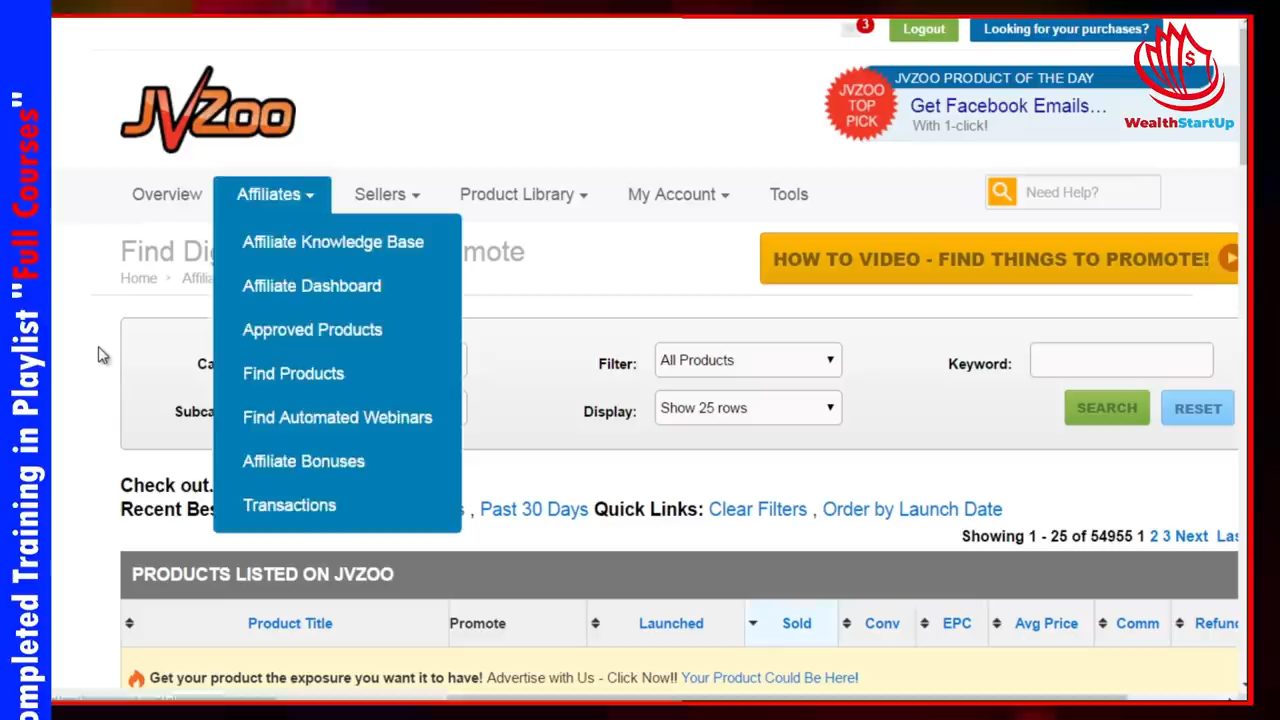 ompleted Training in Playlist "Full Courses"
3
Logout
Looking for your purchases?
$
WealthStartUp
JVZoo
JVZOO TOP PICK
JVZOO PRODUCT OF THE DAY
Get Facebook Emails...
With 1-click!
Overview
Affiliates
Sellers
Product Library
My Account
Tools
Need Help?
Affiliate Knowledge Base
Affiliate Dashboard
Approved Products
Find Products
Find Automated Webinars
Affiliate Bonuses
Transactions
Find Di
mote
HOW TO VIDEO - FIND THINGS TO PROMOTE!
Home > Affilia
Ca
Filter:
All Products
Keyword:
Subca
Display:
Show 25 rows
SEARCH
RESET
Check out.
Recent Bes
s , Past 30 Days Quick Links: Clear Filters , Order by Launch Date
Showing 1 - 25 of 54955 1 2 3 Next Las
PRODUCTS LISTED ON JVZOO
Product Title
Promote
Launched
Sold
Conv
EPC
Avg Price
Comm
Refund
Get your product the exposure you want it to have! Advertise with Us - Click Now!! Your Product Could Be Here!